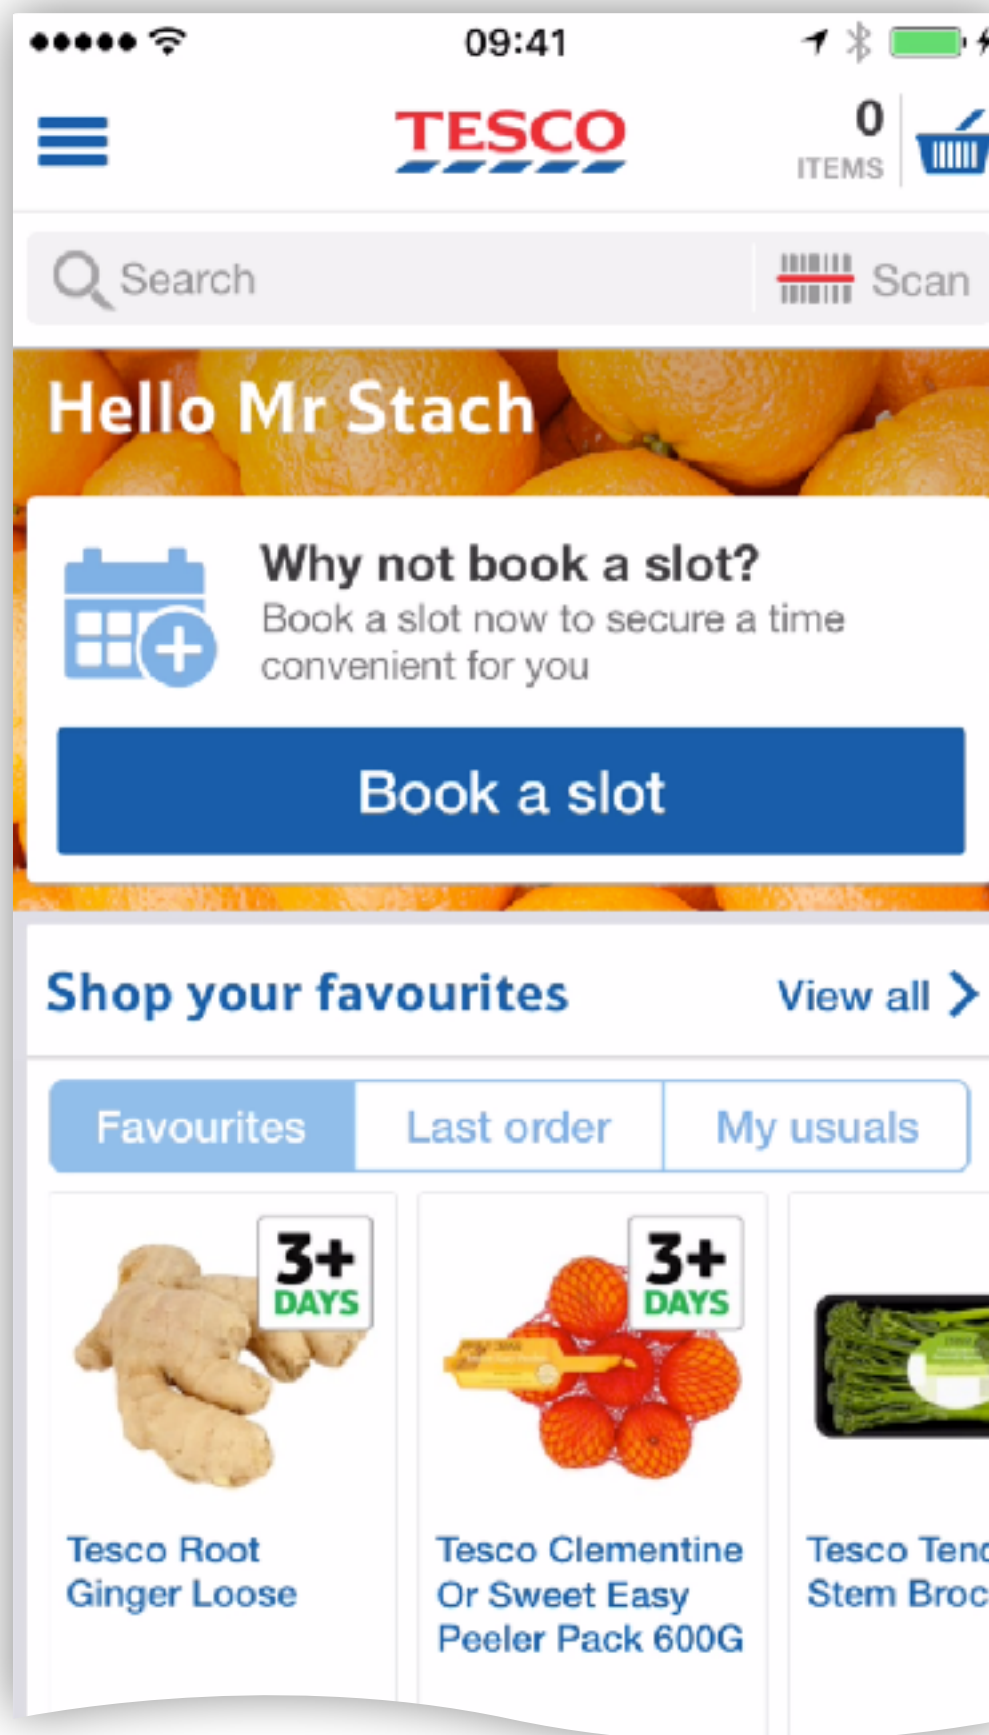 09:41
TESCO
0
ITEMS
Search
Scan
Hello Mr Stach
Why not book a slot?
Book a slot now to secure a time
convenient for you
Book a slot
Shop your favourites
View all
Favourites
Last order
My usuals
3+
DAYS
3+
DAYS
Tesco Root
Ginger Loose
Tesco Clementine
Or Sweet Easy
Peeler Pack 600G
Tesco
Stem